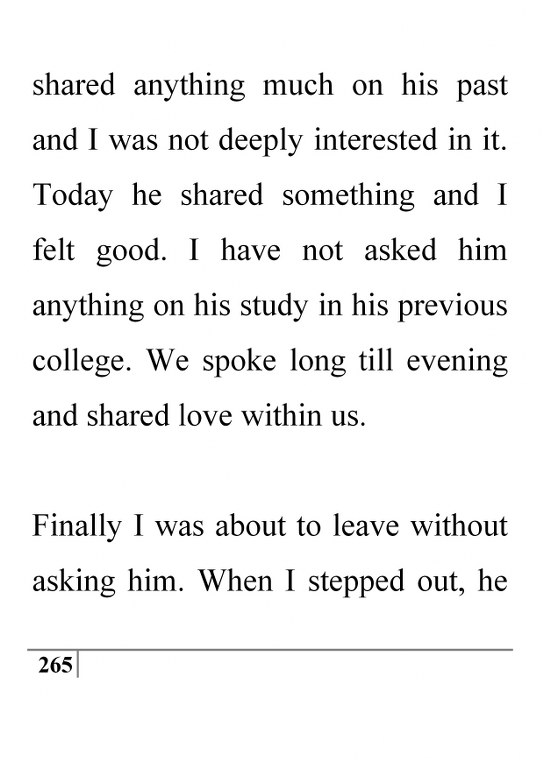 shared anything much on his past
and I was not deeply interested in it.
Today he shared something and I
felt good. I have not asked him
anything on his study in his previous
college. We spoke long till evening
and shared love within us.
Finally I was about to leave without
asking him. When I stepped out, he
265